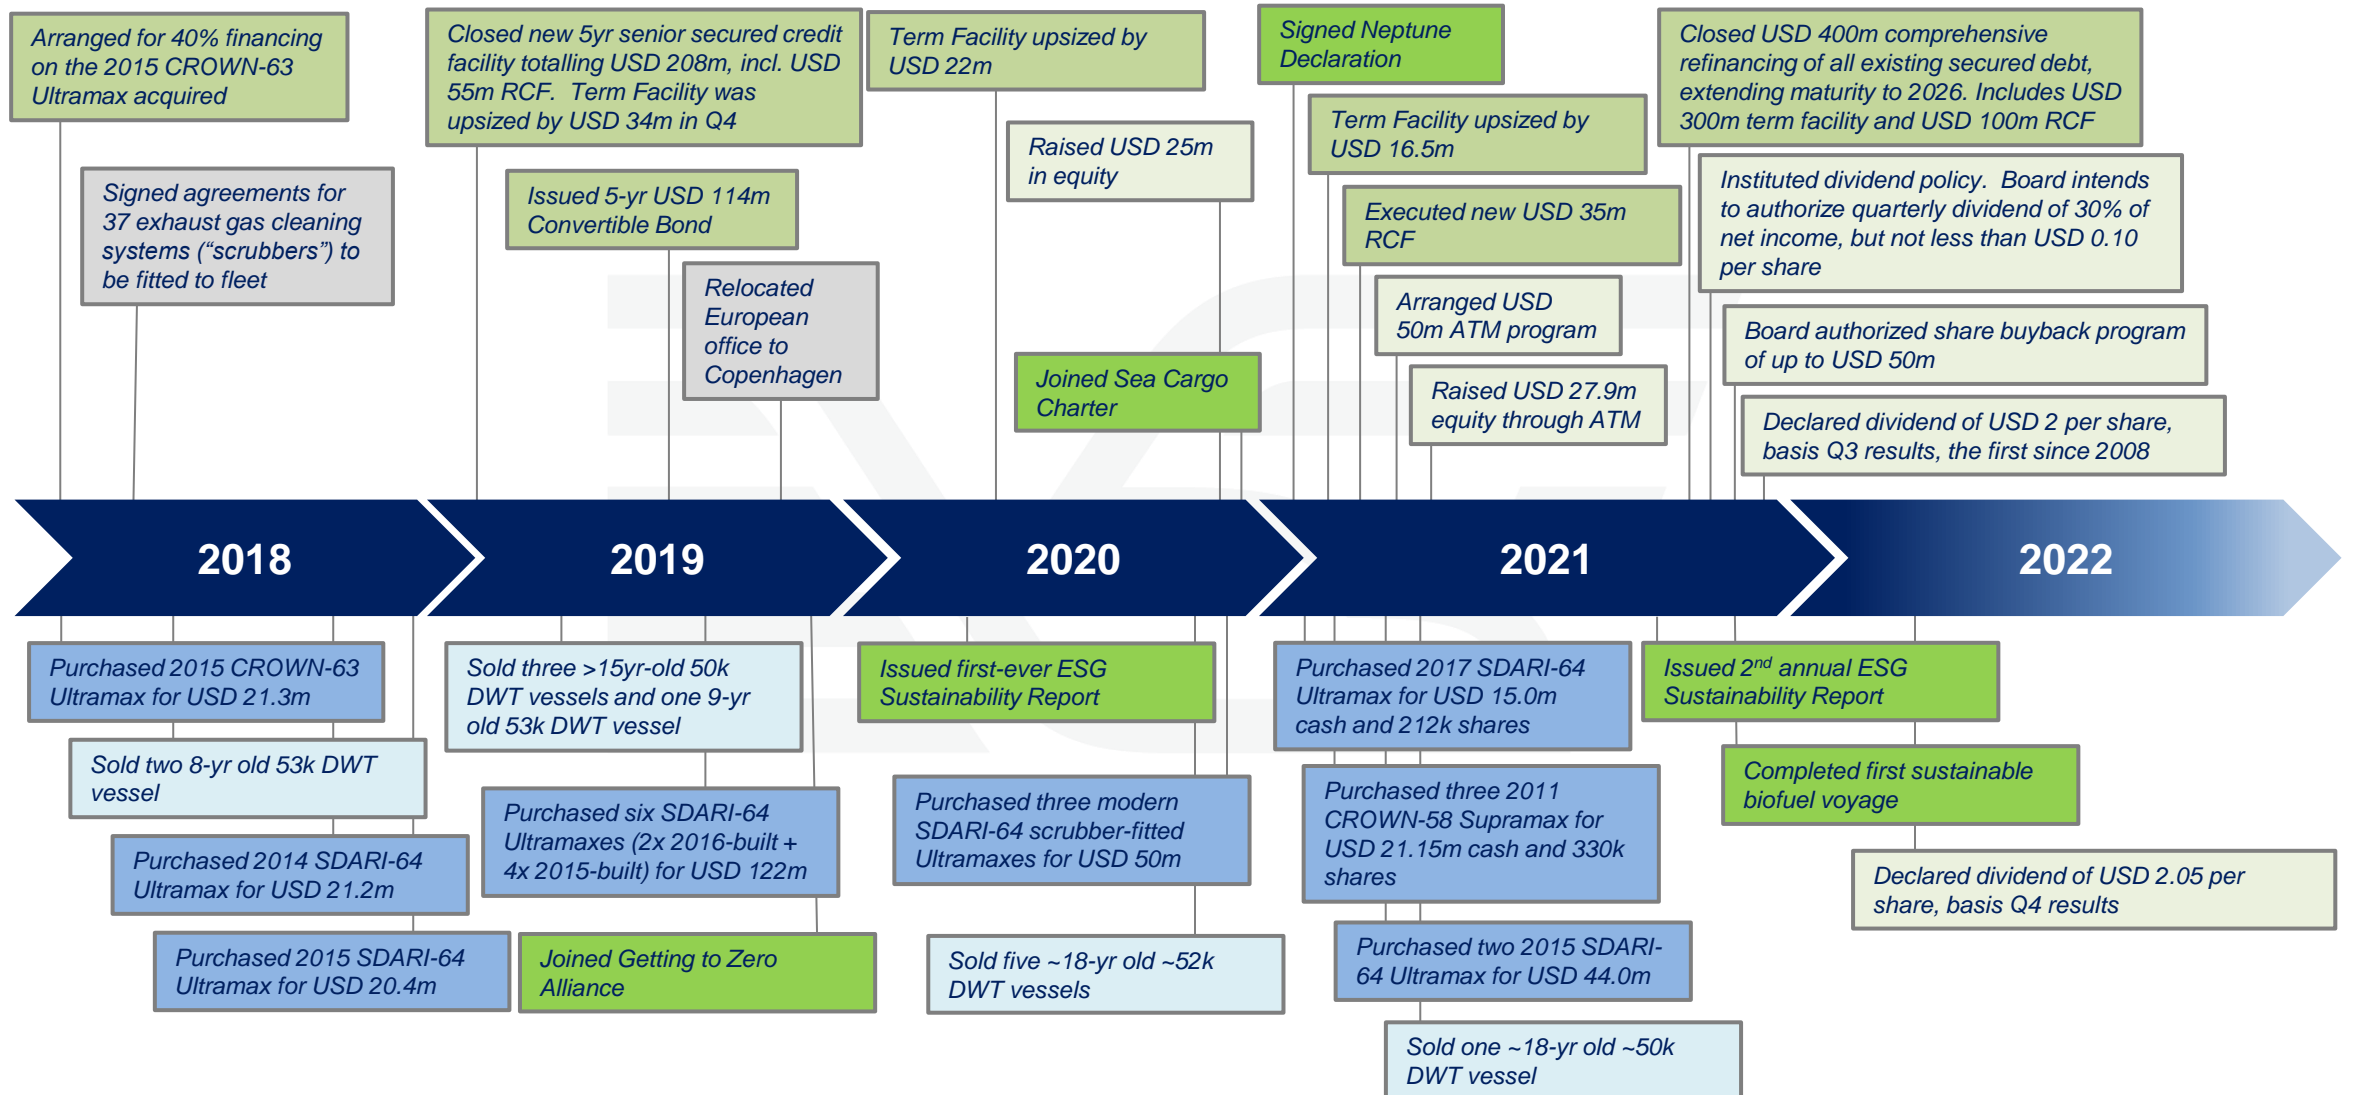 Arranged for 40% financing
on the 2015 CROWN-63
Ultramax acquired
Signed agreements for
37 exhaust gas cleaning
systems (“scrubbers”) to
be fitted to fleet
Closed new 5yr senior secured credit
facility totalling USD 208m, incl. USD
55m RCF.  Term Facility was
upsized by USD 34m in Q4
Issued 5-yr USD 114m
Convertible Bond
Relocated
European
office to
Copenhagen
Term Facility upsized by
USD 22m
Raised USD 25m
in equity
Joined Sea Cargo
Charter
Signed Neptune
Declaration
Term Facility upsized by
USD 16.5m
Executed new USD 35m
RCF
Arranged USD
50m ATM program
Raised USD 27.9m
equity through ATM
Closed USD 400m comprehensive
refinancing of all existing secured debt,
extending maturity to 2026. Includes USD
300m term facility and USD 100m RCF
Instituted dividend policy.  Board intends
to authorize quarterly dividend of 30% of
net income, but not less than USD 0.10
per share
Board authorized share buyback program
of up to USD 50m
Declared dividend of USD 2 per share,
basis Q3 results, the first since 2008
2018
2019
2020
2021
2022
Purchased 2015 CROWN-63
Ultramax for USD 21.3m
Sold two 8-yr old 53k DWT
vessel
Purchased 2014 SDARI-64
Ultramax for USD 21.2m
Purchased 2015 SDARI-64
Ultramax for USD 20.4m
Sold three >15yr-old 50k
DWT vessels and one 9-yr
old 53k DWT vessel
Purchased six SDARI-64
Ultramaxes (2x 2016-built +
4x 2015-built) for USD 122m
Joined Getting to Zero
Alliance
Issued first-ever ESG
Sustainability Report
Purchased three modern
SDARI-64 scrubber-fitted
Ultramaxes for USD 50m
Sold five ~18-yr old ~52k
DWT vessels
Purchased 2017 SDARI-64
Ultramax for USD 15.0m
cash and 212k shares
Purchased three 2011
CROWN-58 Supramax for
USD 21.15m cash and 330k
shares
Purchased two 2015 SDARI-
64 Ultramax for USD 44.0m
Sold one ~18-yr old ~50k
DWT vessel
Issued 2nd annual ESG
Sustainability Report
Completed first sustainable
biofuel voyage
Declared dividend of USD 2.05 per
share, basis Q4 results